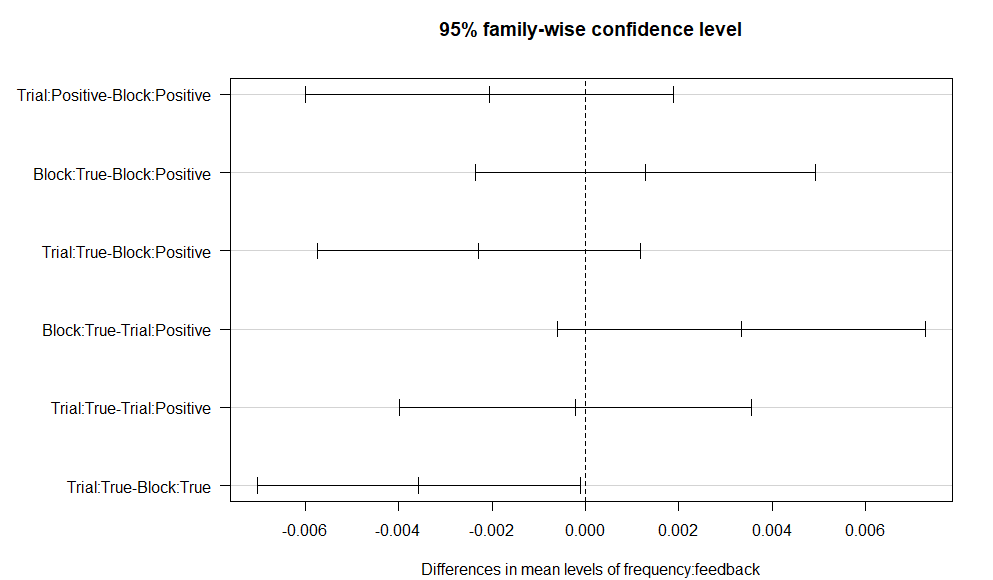 95% family-wise confidence level
Trial:Positive-Block:Positive
Block:True-Block:Positive
Trial:True-Block:Positive
Block:True-Trial:Positive
Trial:True-Trial:Positive
Trial:True-Block:True
-0.006 -0.004 -0.002 0.000 0.002 0.004 0.006
Differences in mean levels of frequency:feedback